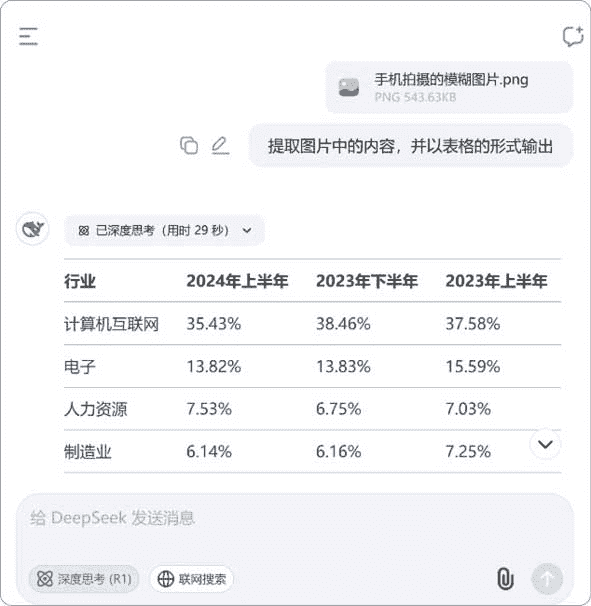 手机拍摄的模糊图片.png
PNG 543.63KB
提取图片中的内容，并以表格的形式输出
已深度思考（用时 29 秒）
行业 2024年上半年 2023年下半年 2023年上半年
计算机互联网 35.43% 38.46% 37.58%
电子 13.82% 13.83% 15.59%
人力资源 7.53% 6.75% 7.03%
制造业 6.14% 6.16% 7.25%
给 DeepSeek 发送消息
深度思考 (R1) 联网搜索